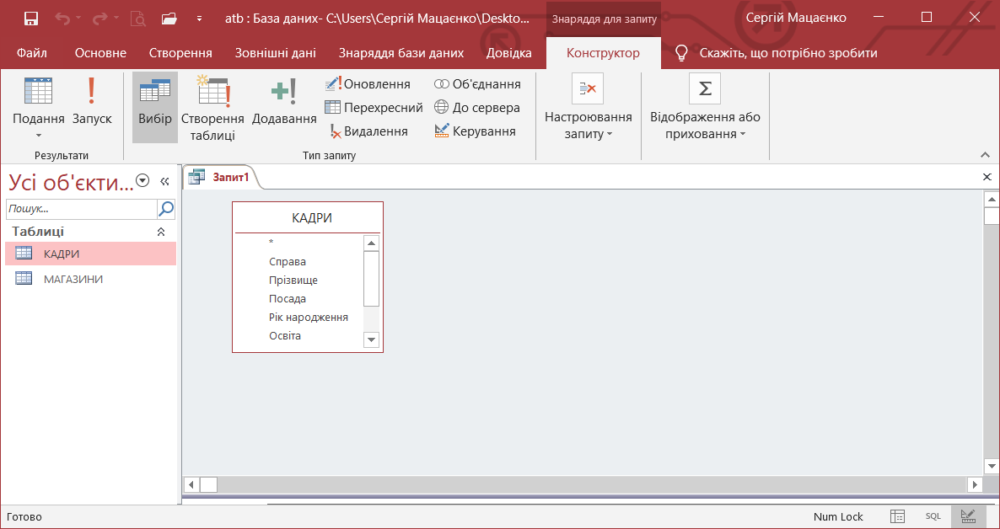 atb : База даних- C:\Users\Сергій Мацаєнко\Deskto...
Знаряддя для запиту
Сергій Мацаєнко
Файл
Основне
Створення
Зовнішні дані
Знаряддя бази даних
Довідка
Конструктор
Скажіть, що потрібно зробити
Подання
Запуск
Результати
Вибір
Створення
таблиці
Додавання
Оновлення
Перехресний
Видалення
Об'єднання
До сервера
Керування
Тип запиту
Настроювання
запиту
Відображення або
приховання
Усі об'єкти...
Пошук...
Таблиці
КАДРИ
МАГАЗИНИ
Запит1
КАДРИ
*
Справа
Прізвище
Посада
Рік народження
Освіта
Готово
Num Lock
SQL